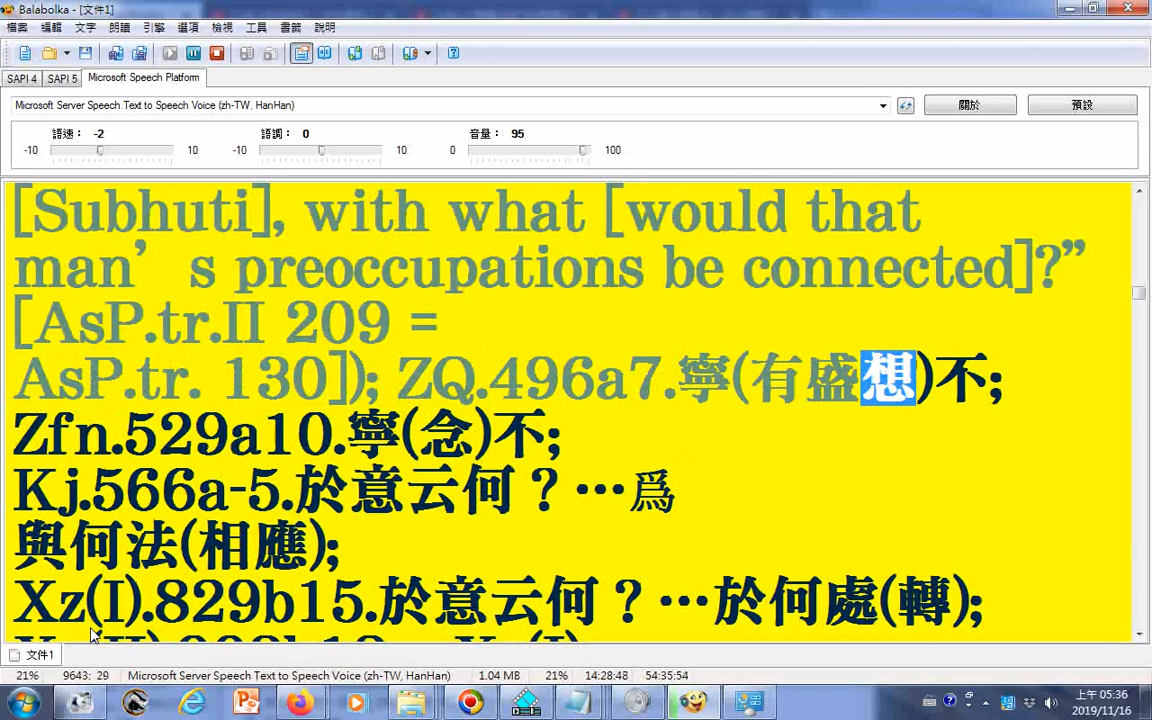 Balabolka - [文件1]
檔案 編輯 文字 朗讀 引擎 選項 檢視 工具 書籤 說明
SAPI 4 SAPI 5 Microsoft Speech Platform
Microsoft Server Speech Text to Speech Voice (zh-TW, HanHan)
關於 預設
語速： -2 語調： 0 音量： 95
-10 10 -10 10 0 100
[Subhuti], with what [would that
man’s preoccupations be connected]?”
[AsP.tr.II 209 =
AsP.tr. 130]); ZQ.496a7.寧(有盛想)不;
Zfn.529a10.寧(念)不;
Kj.566a-5.於意云何？…爲
與何法(相應);
Xz(I).829b15.於意云何？…於何處(轉);
文件1
21% 9643: 29 Microsoft Server Speech Text to Speech Voice (zh-TW, HanHan) 1.04 MB 21% 14:28:48 54:35:54
上午 05:36
2019/11/16